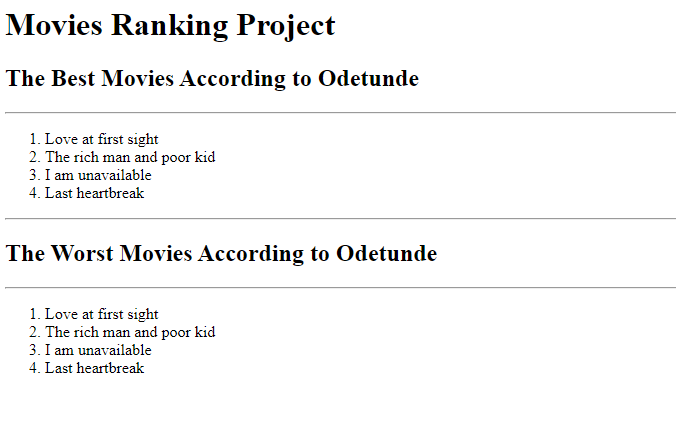 Movies Ranking Project
The Best Movies According to Odetunde
1. Love at first sight
2. The rich man and poor kid
3. I am unavailable
4. Last heartbreak
The Worst Movies According to Odetunde
1. Love at first sight
2. The rich man and poor kid
3. I am unavailable
4. Last heartbreak